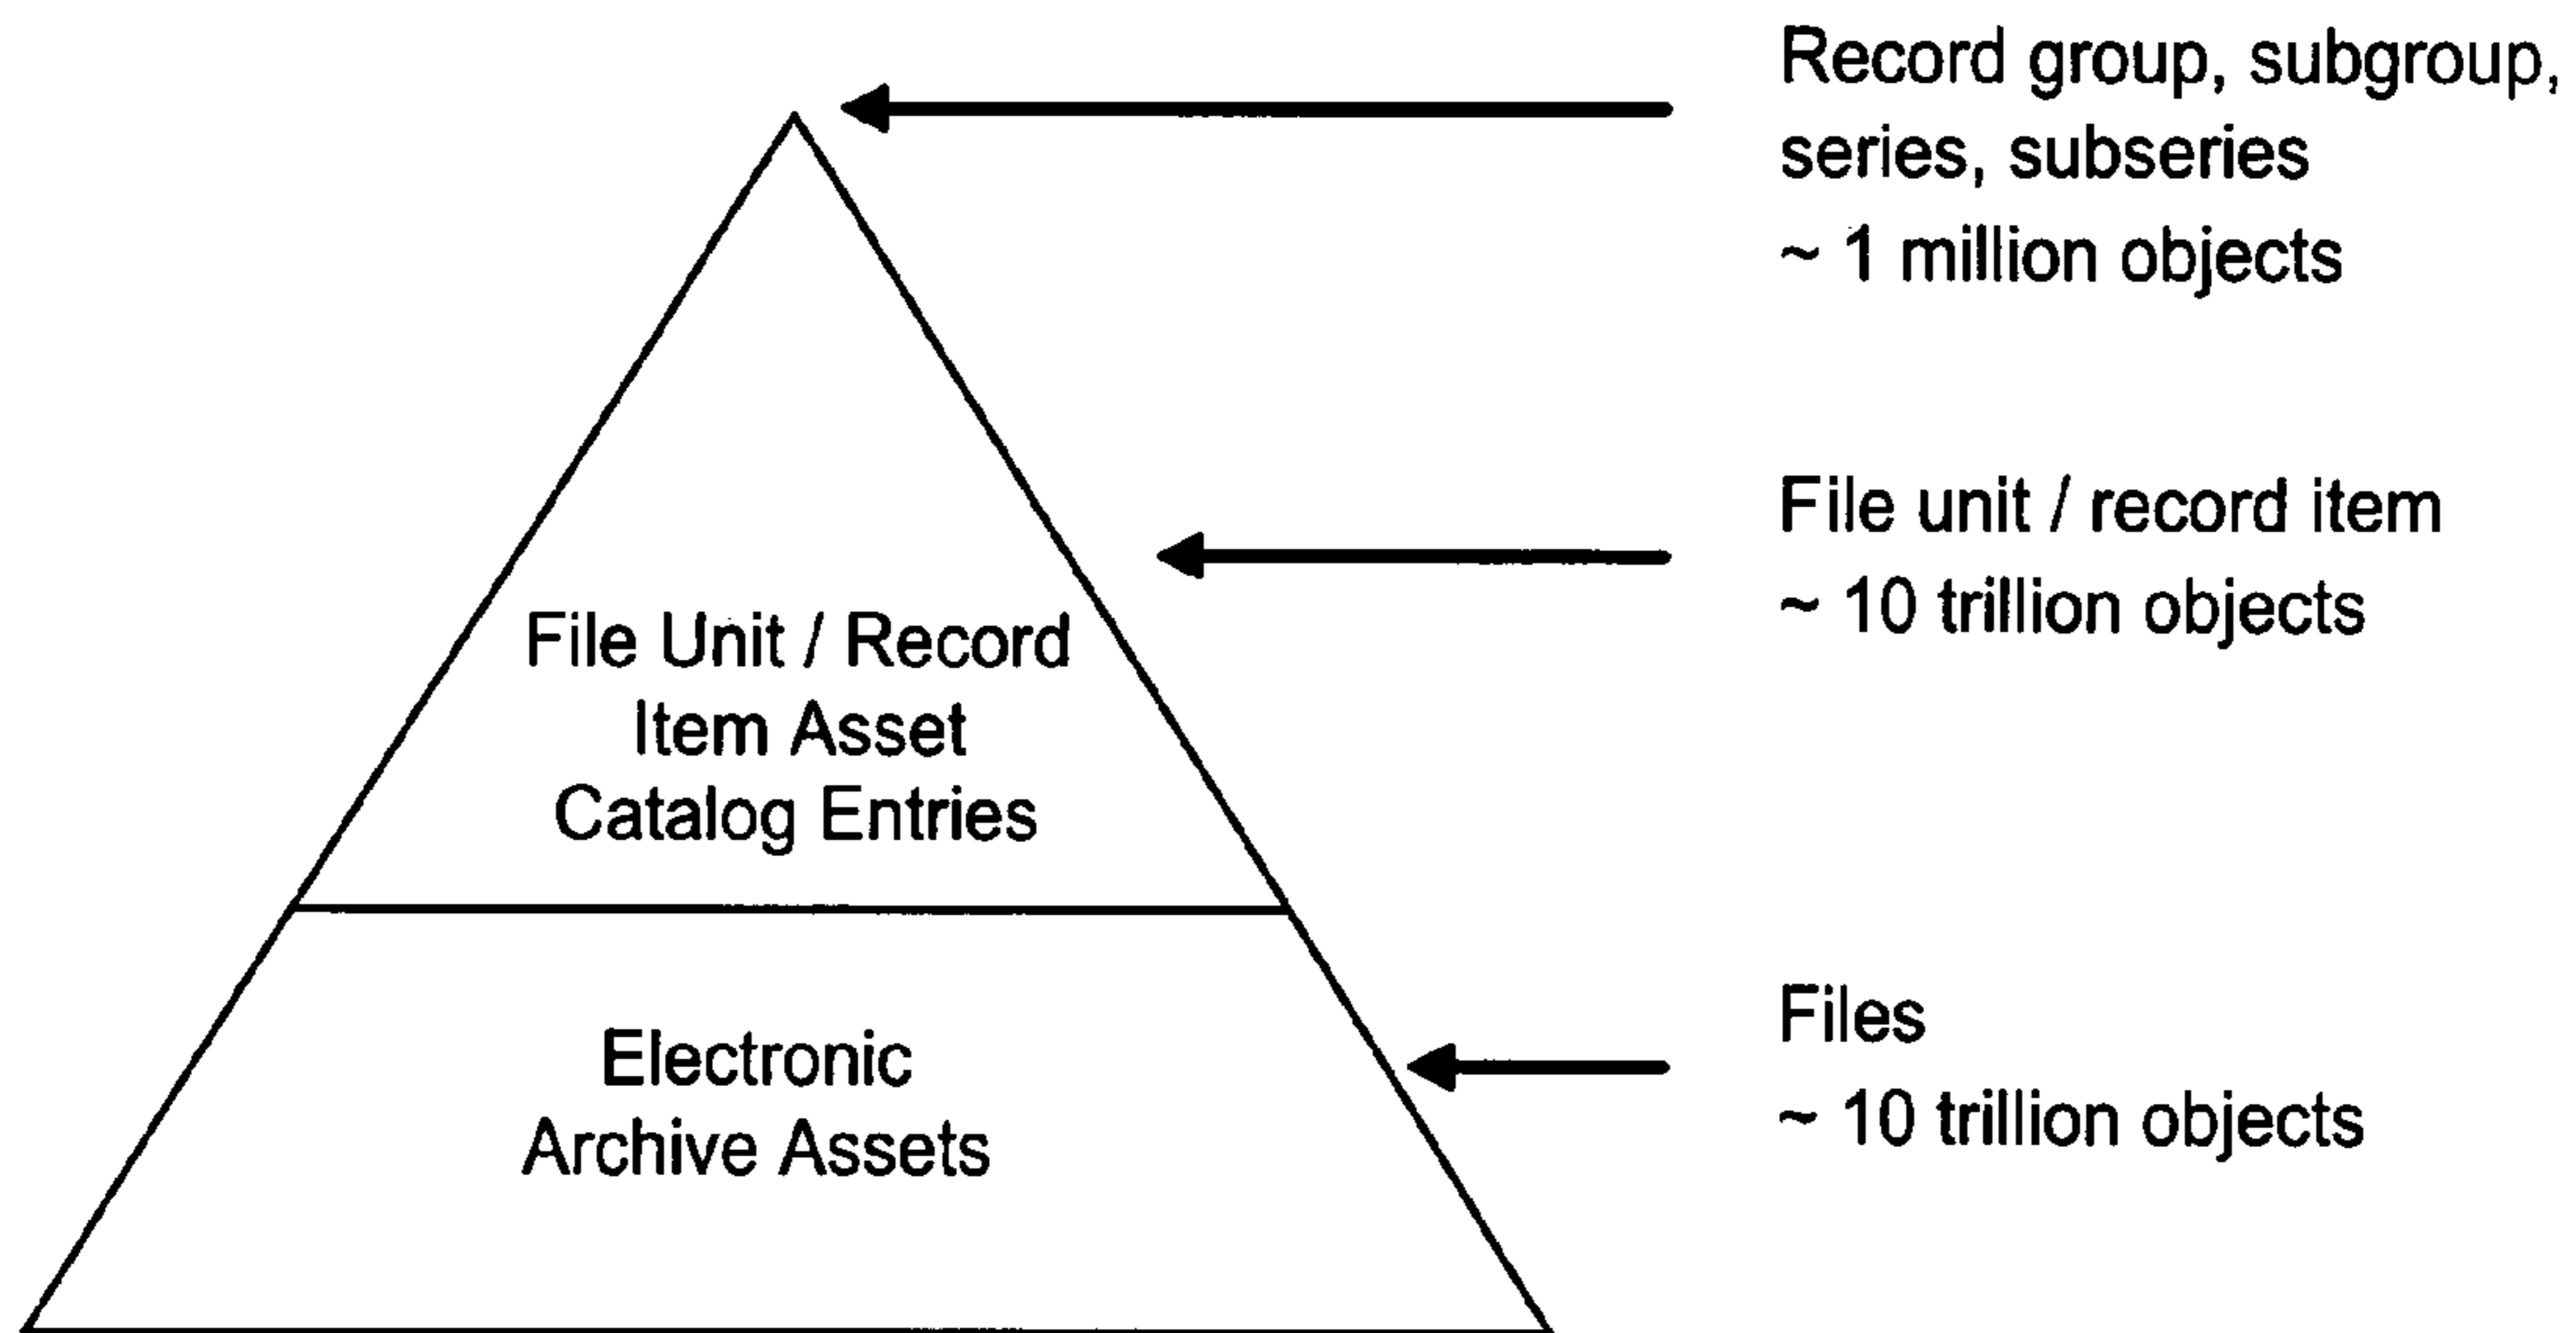 Record group, subgroup,
series, subseries
~ 1 million objects
File unit / record item
~ 10 trillion objects
File Unit / Record
Item Asset
Catalog Entries
Files
~ 10 trillion objects
Electronic
Archive Assets